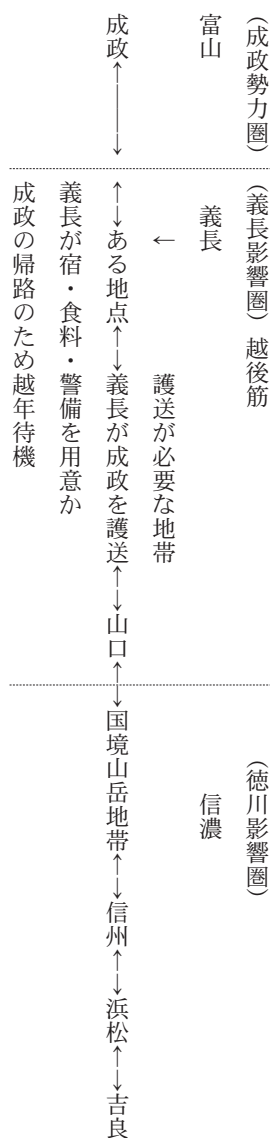 （成政勢力圏）　（義長影響圏）越後筋　（徳川影響圏）
富山　義長　信濃
←　護送が必要な地帯
成政↑――↓　↑↓ある地点↑↓義長が成政を護送↑↓山口↑↓国境山岳地帯↑↓信州↑↓浜松↑↓吉良
義長が宿・食料・警備を用意か
成政の帰路のため越年待機